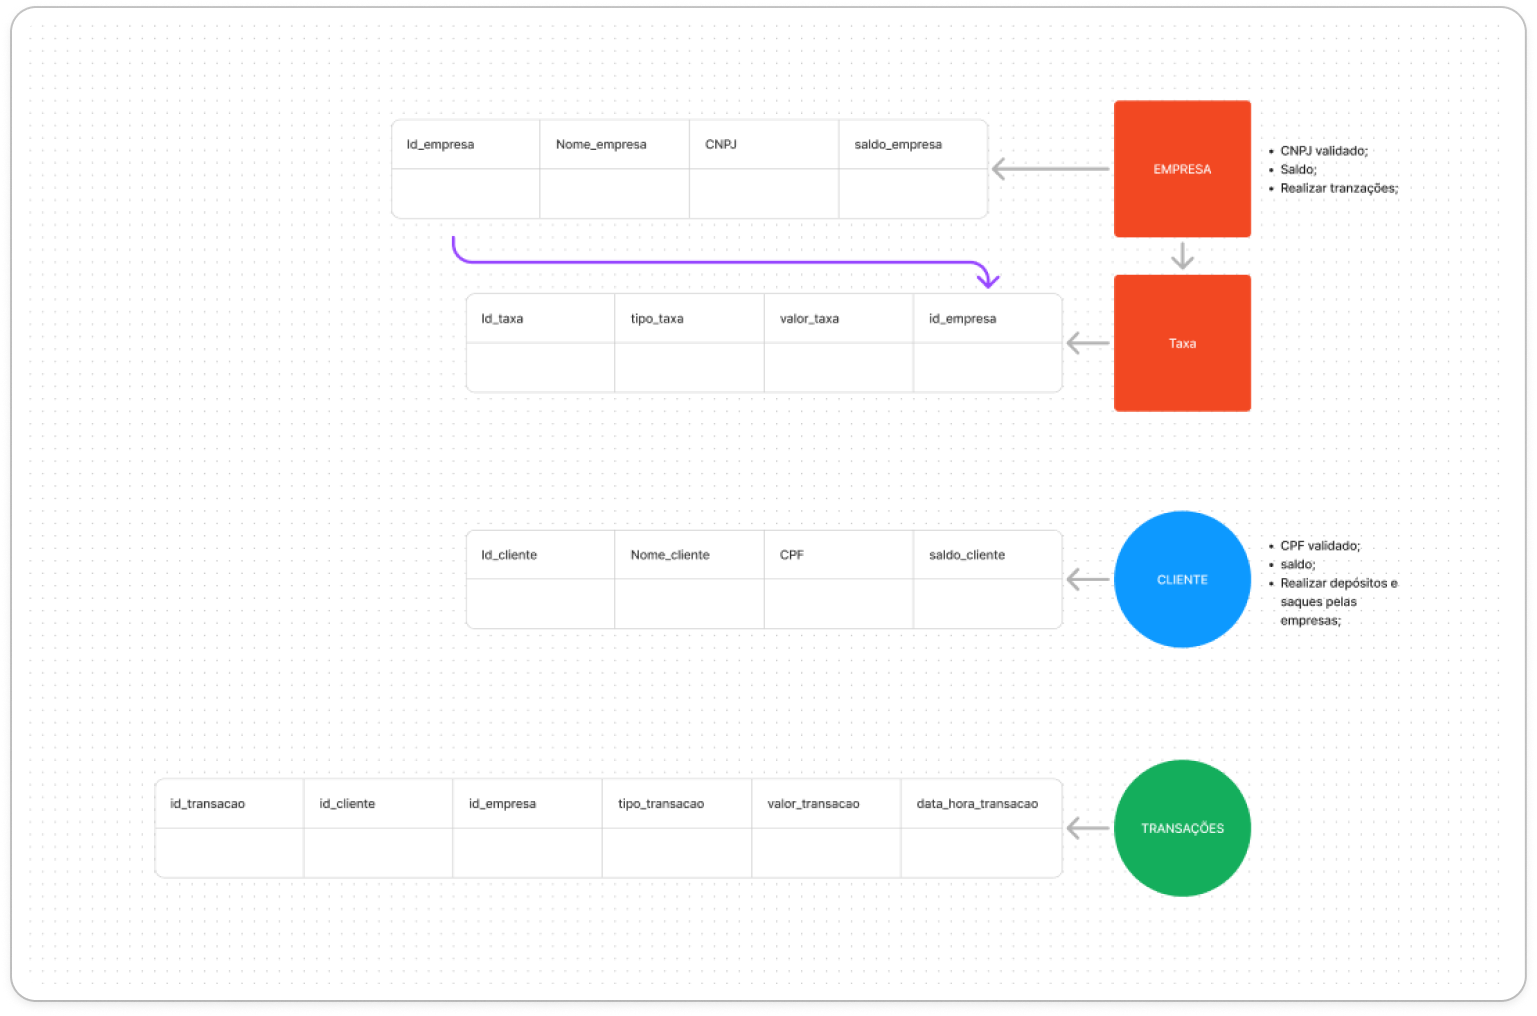 Id_empresa Nome_empresa CNPJ saldo_empresa
EMPRESA
• CNPJ validado;
• Saldo;
• Realizar tranzações;
Id_taxa tipo_taxa valor_taxa id_empresa
Taxa
Id_cliente Nome_cliente CPF saldo_cliente
CLIENTE
• CPF validado;
• saldo;
• Realizar depósitos e
saques pelas
empresas;
id_transacao id_cliente id_empresa tipo_transacao valor_transacao data_hora_transacao
TRANSAÇÕES